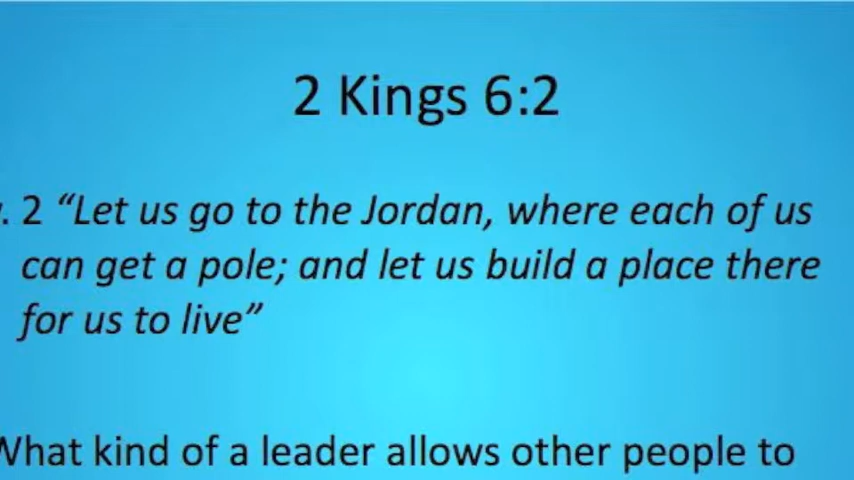 2 Kings 6:2
. 2 “Let us go to the Jordan, where each of us
can get a pole; and let us build a place there
for us to live”
What kind of a leader allows other people to